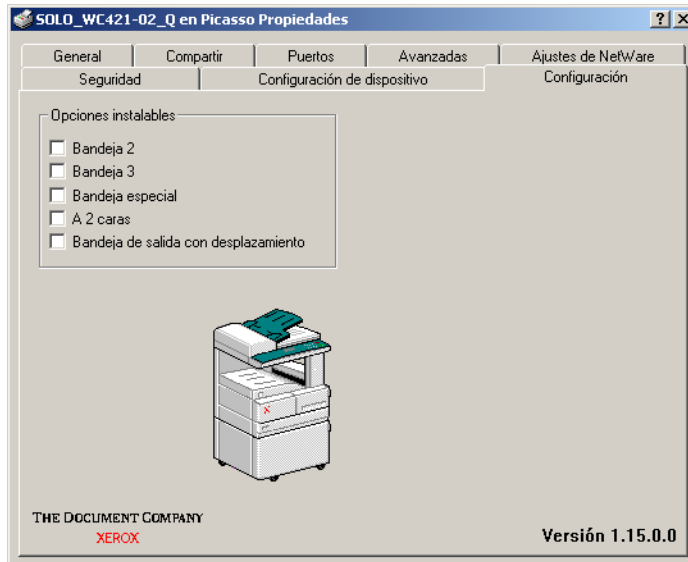 SOLO_WC421-02_Q en Picasso Propiedades
General Compartir Puertos Avanzadas Ajustes de NetWare
Seguridad Configuración de dispositivo Configuración
Opciones instalables
Bandeja 2
Bandeja 3
Bandeja especial
A 2 caras
Bandeja de salida con desplazamiento
THE DOCUMENT COMPANY
XEROX
Versión 1.15.0.0